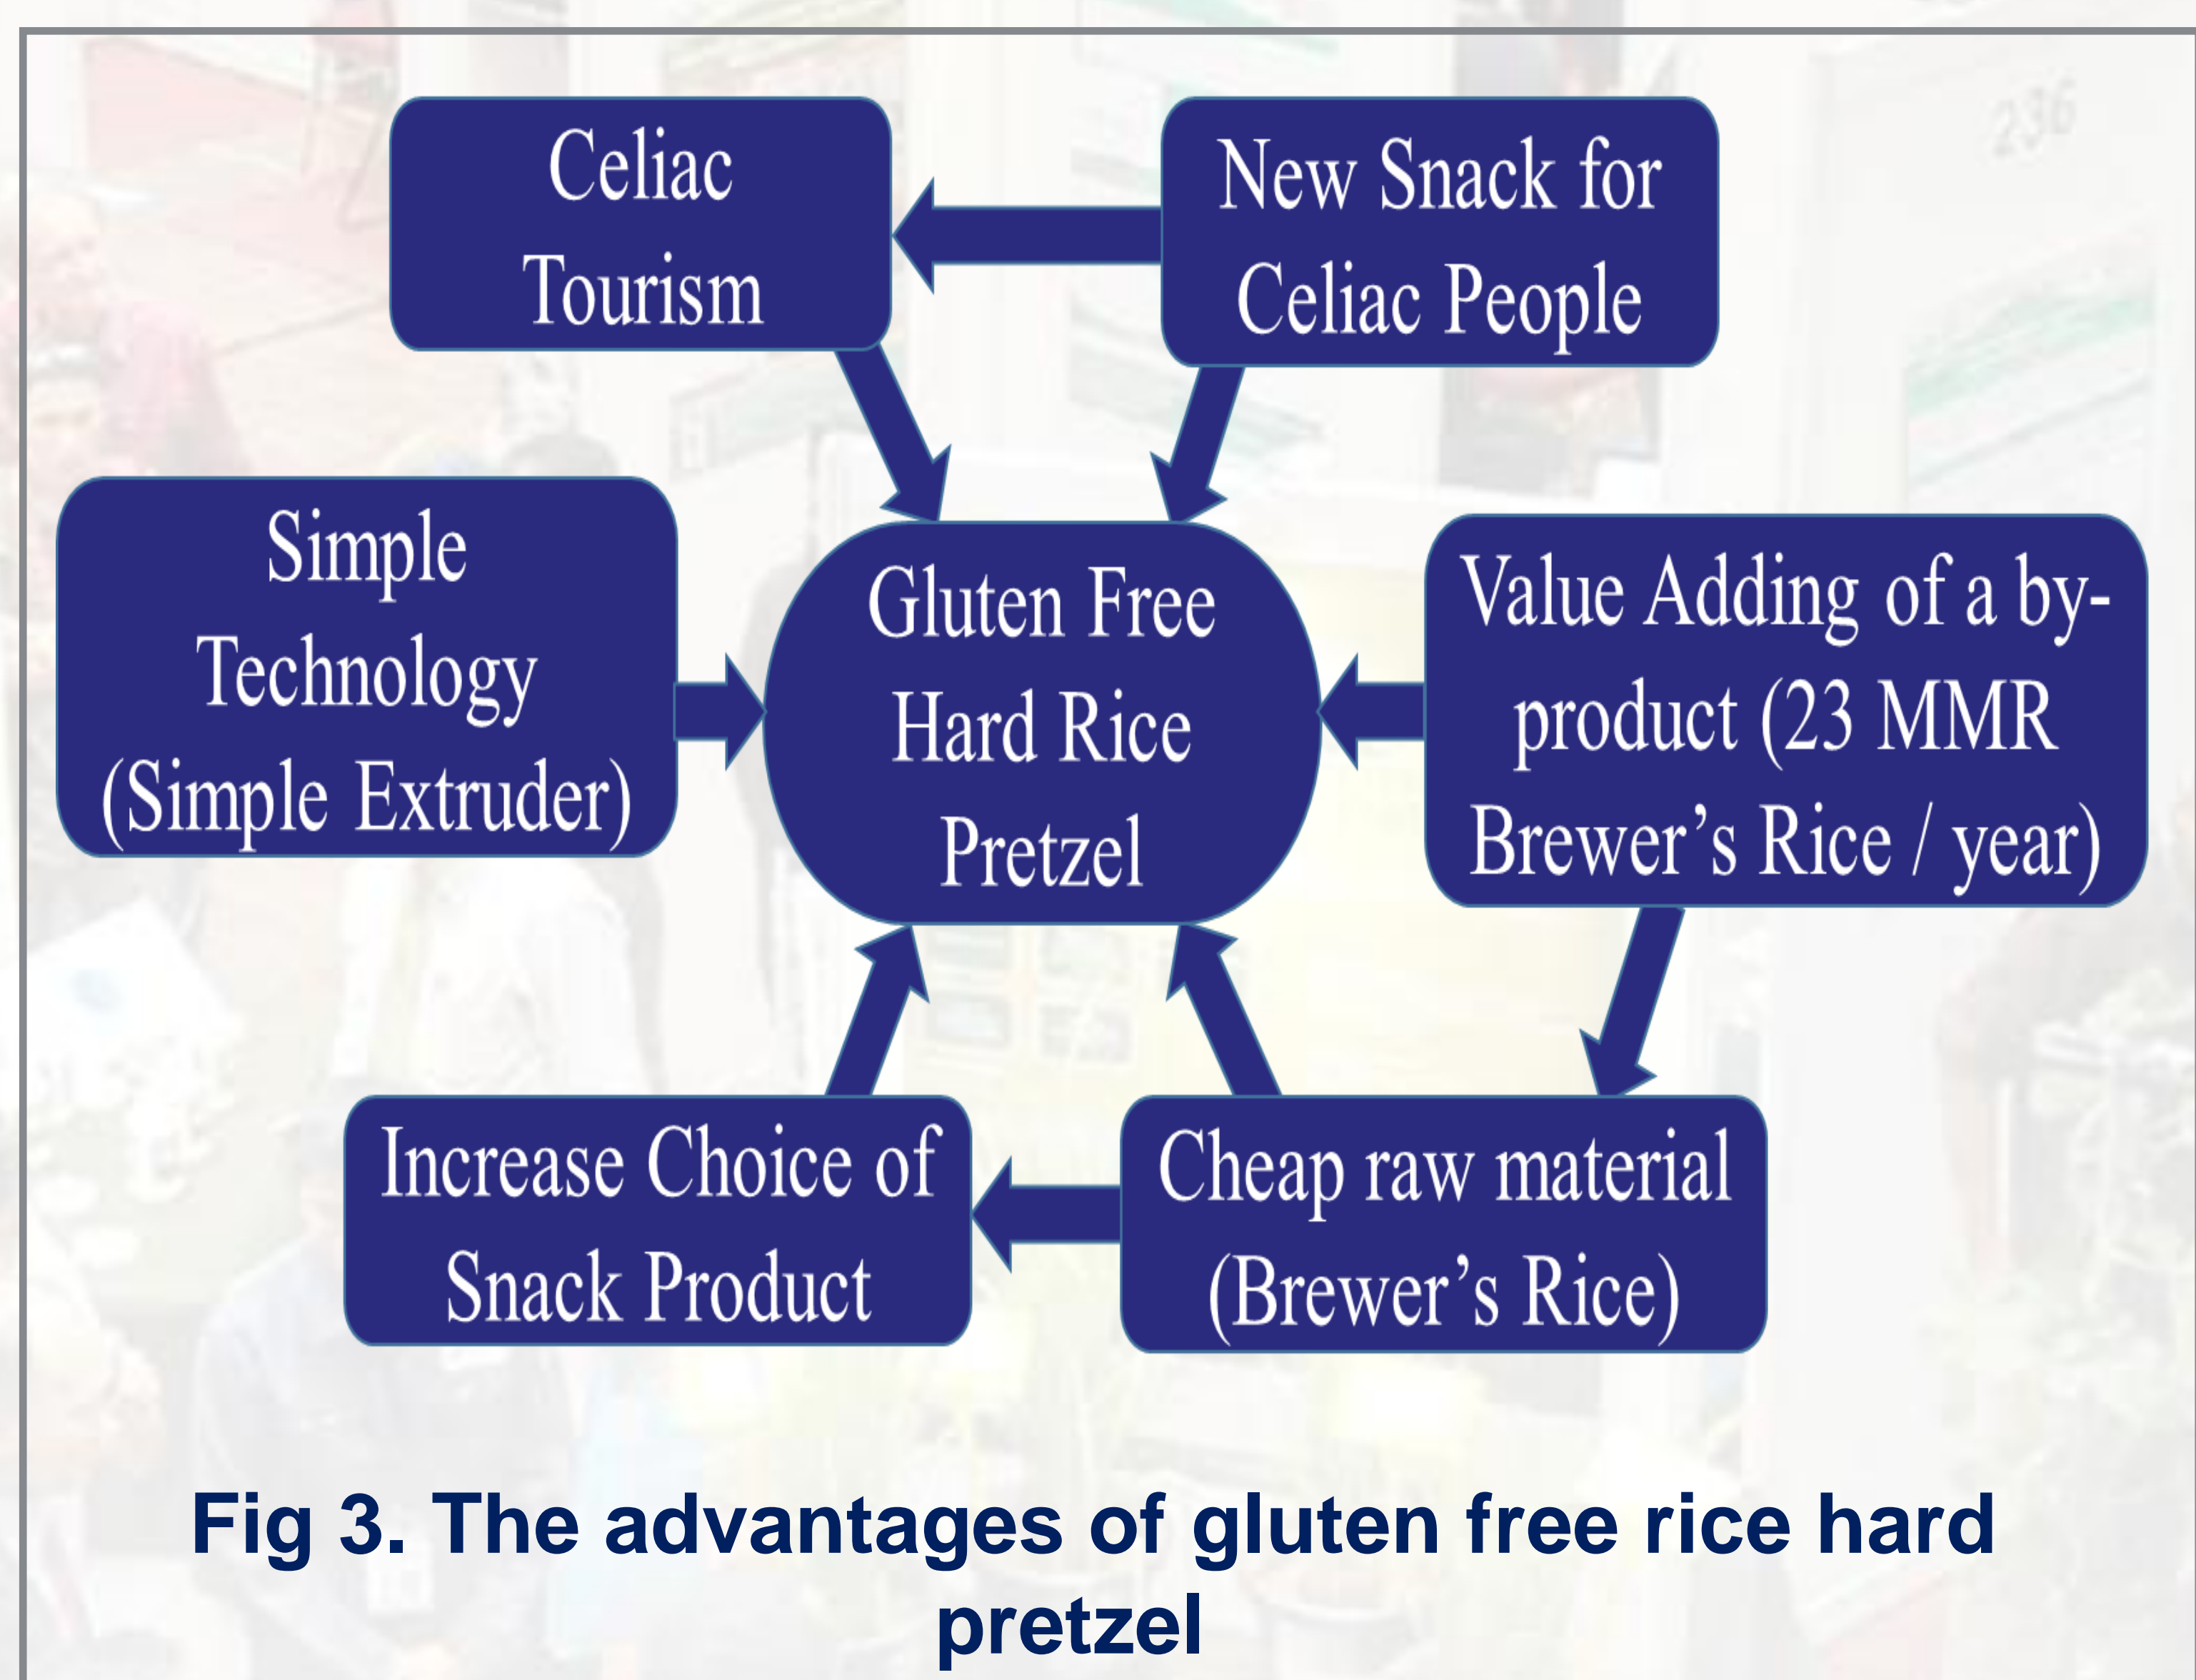 Celiac
Tourism
New Snack for
Celiac People
Simple
Technology
(Simple Extruder)
Gluten Free
Hard Rice
Pretzel
Value Adding of a by-
product (23 MMR
Brewer’s Rice / year)
Increase Choice of
Snack Product
Cheap raw material
(Brewer’s Rice)
Fig 3. The advantages of gluten free rice hard
pretzel
236